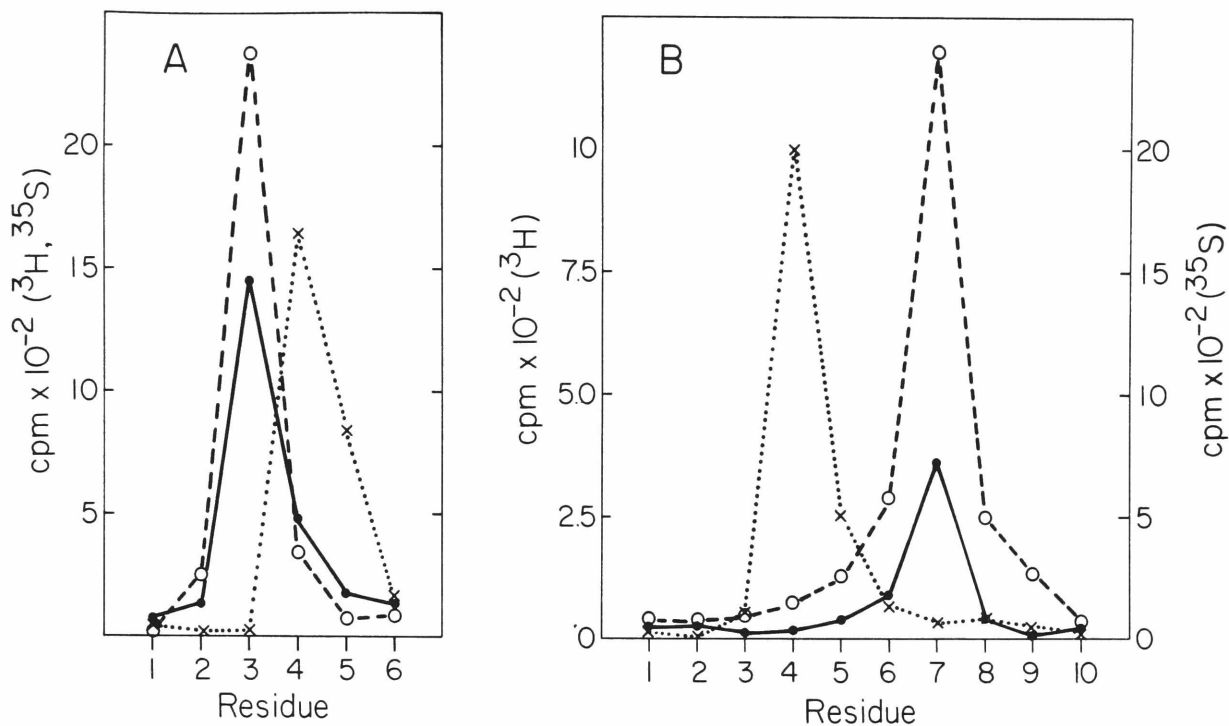 A
20
15
10
5
cpm x 10⁻² (³H, ³⁵S)
1 2 3 4 5 6
Residue
B
10
7.5
5.0
2.5
0
cpm x 10⁻² (³H)
20
15
10
5
0
cpm x 10⁻² (³⁵S)
1 2 3 4 5 6 7 8 9 10
Residue